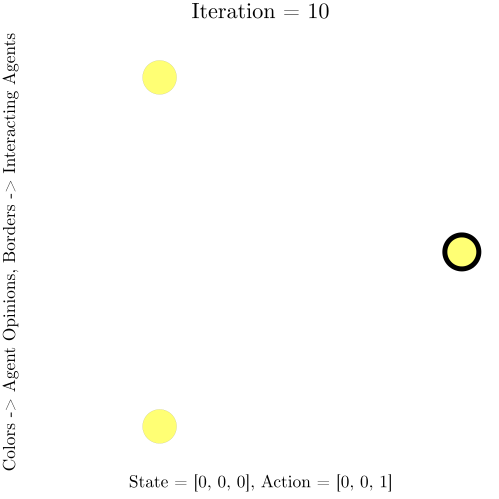 Iteration = 10
Colors -> Agent Opinions, Borders -> Interacting Agents
State = [0, 0, 0], Action = [0, 0, 1]